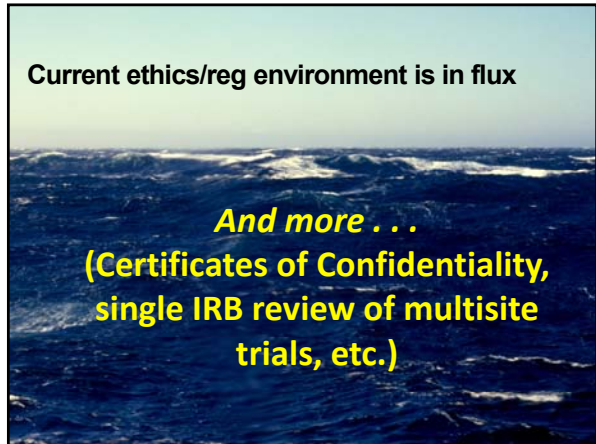 Current ethics/reg environment is in flux
And more . . .
(Certificates of Confidentiality,
single IRB review of multisite
trials, etc.)